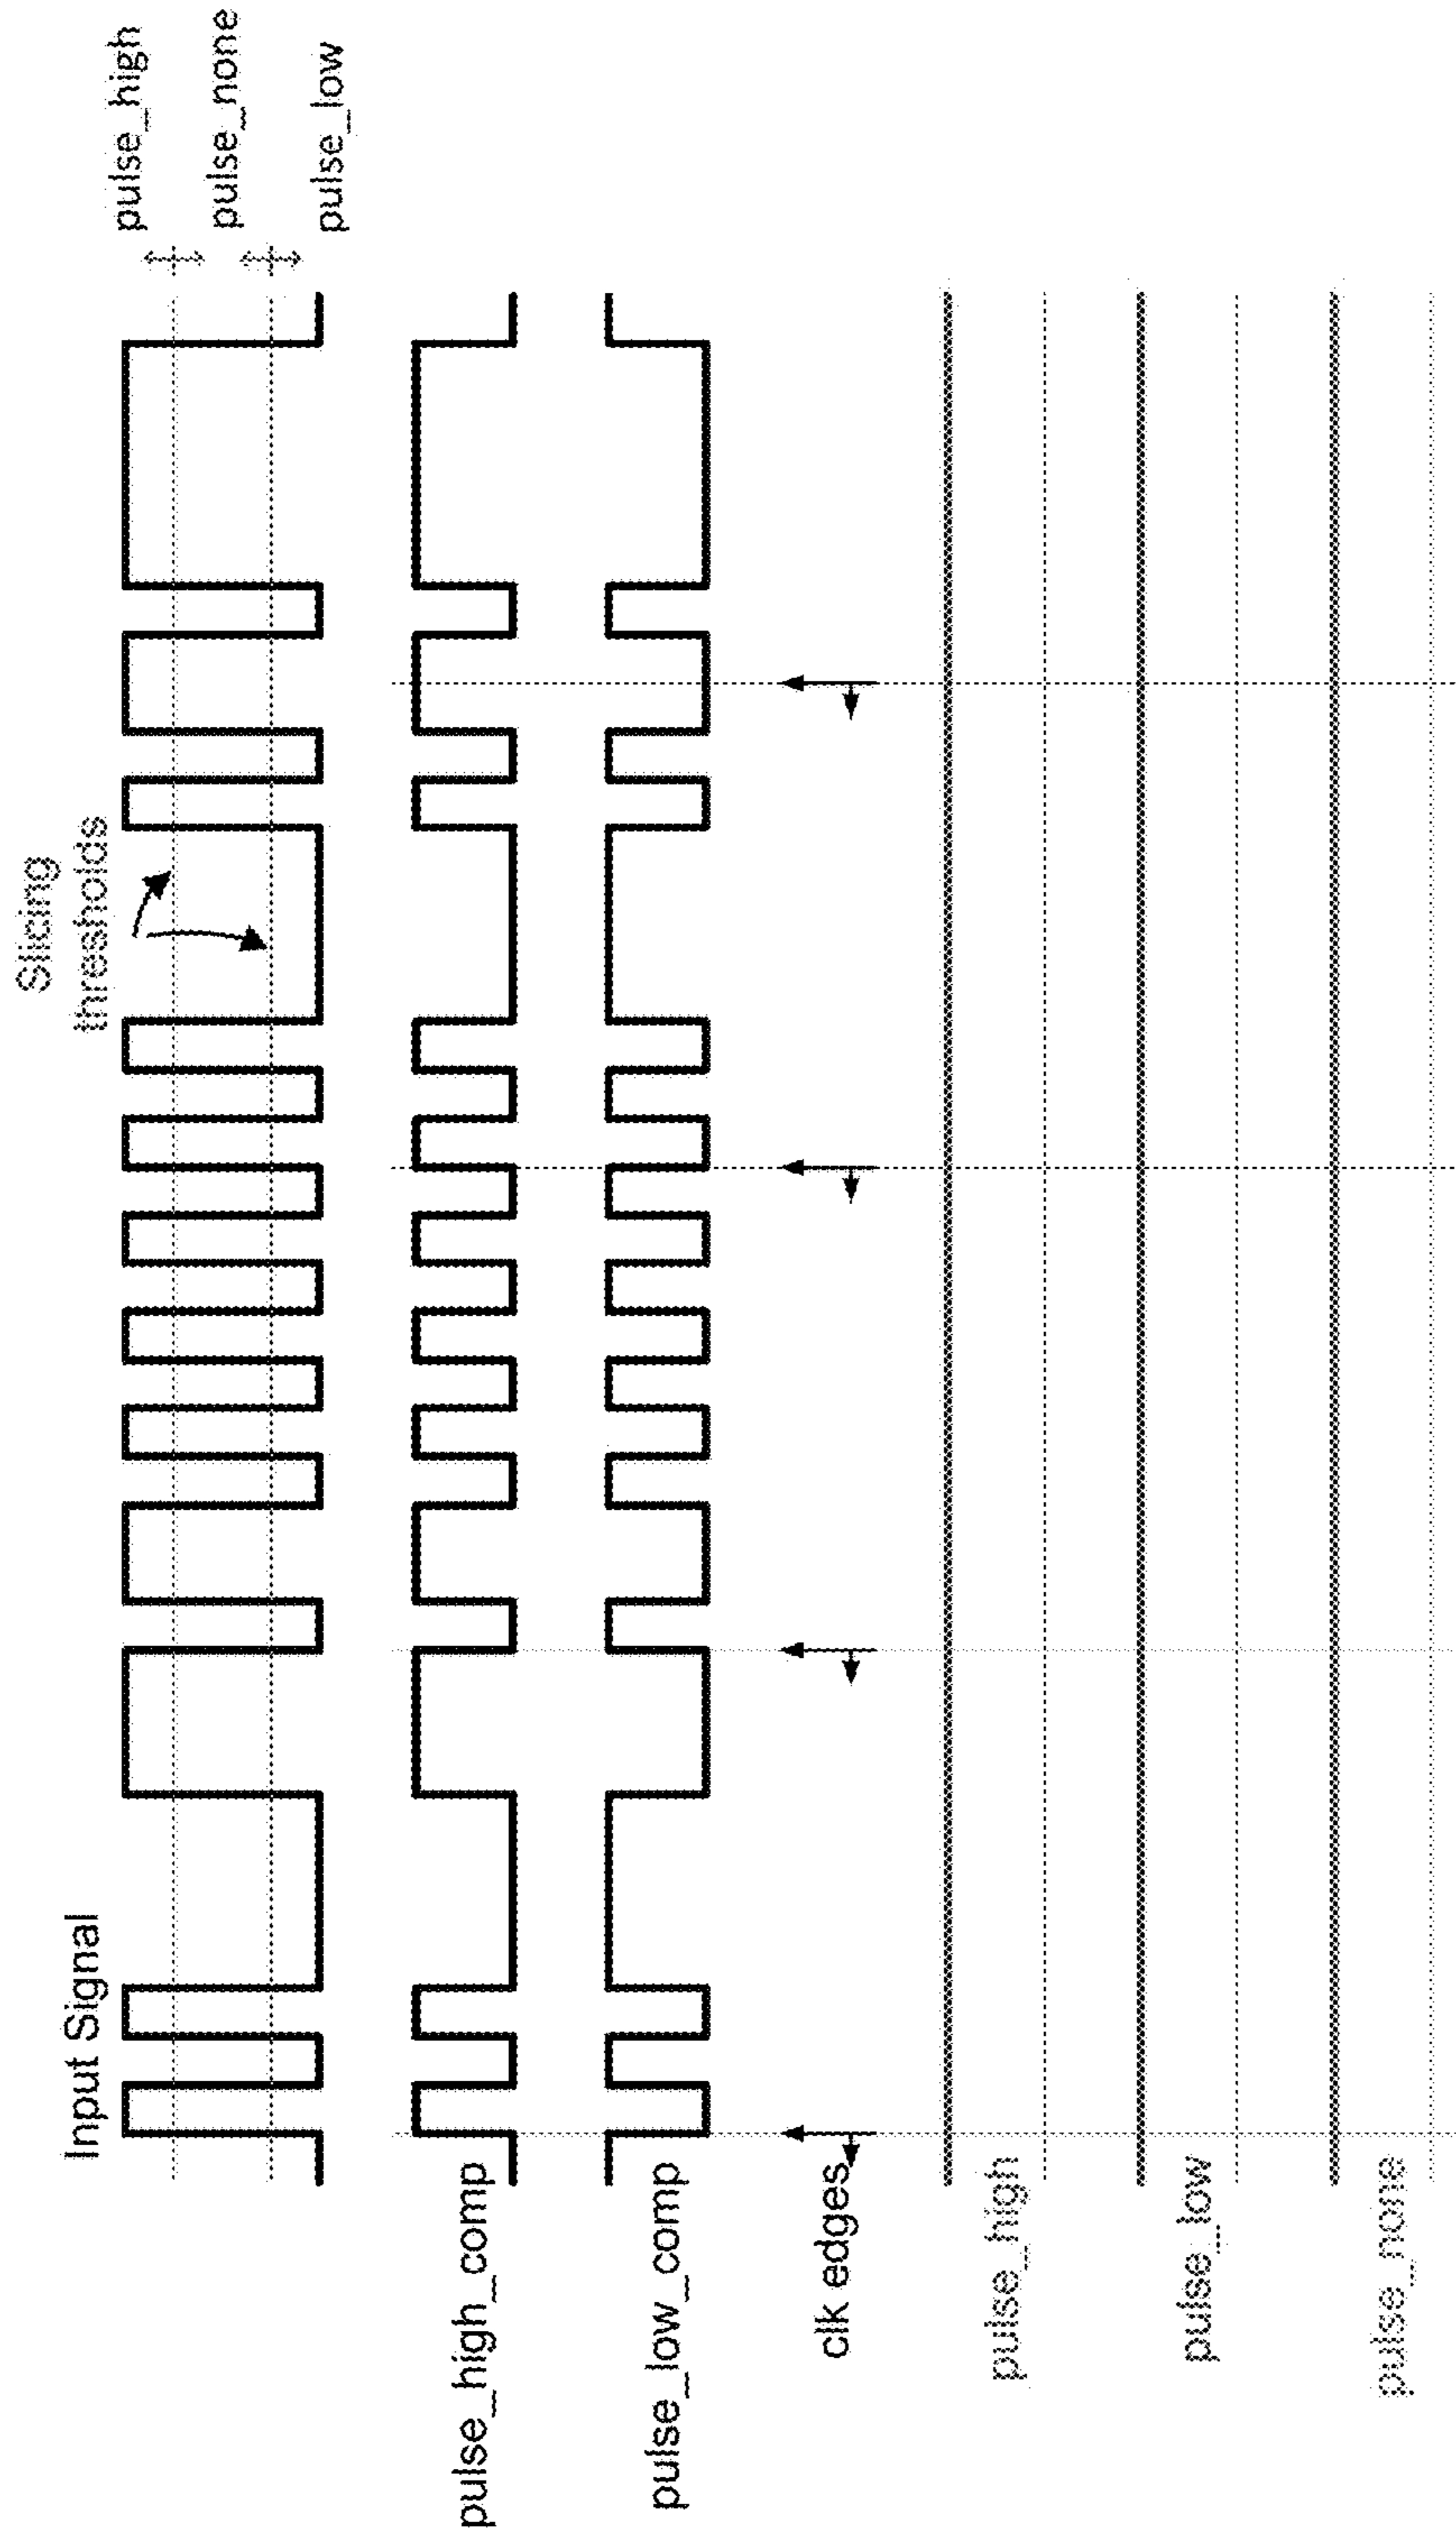 Input Signal
Slicing
thresholds
pulse_high
pulse_none
pulse_low
pulse_high_comp
pulse_low_comp
clk edges
pulse_high
pulse_low
pulse_none